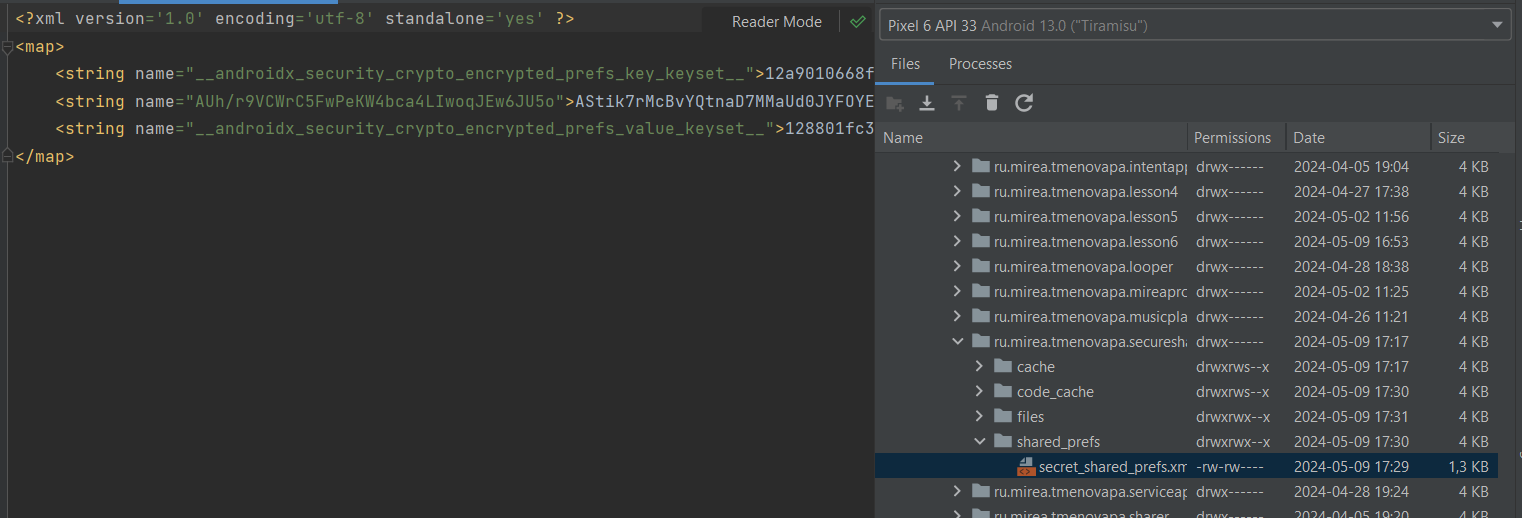 <?xml version='1.0' encoding='utf-8' standalone='yes' ?>
<map>
<string name="__androidx_security_crypto_encrypted_prefs_key_keyset__">12a9010668f
<string name="AUh/r9VCWrC5FwPeKW4bca4LIwoqJEw6JU5o">AStik7rMcBvYQtnaD7MMaUd0JYFOYE
<string name="__androidx_security_crypto_encrypted_prefs_value_keyset__">128801fc3
</map>
Reader Mode
Pixel 6 API 33 Android 13.0 ("Tiramisu")
Files Processes
Name Permissions Date Size
ru.mirea.tmenovapa.intentapp drwx------ 2024-04-05 19:04 4 KB
ru.mirea.tmenovapa.lesson4 drwx------ 2024-04-27 17:38 4 KB
ru.mirea.tmenovapa.lesson5 drwx------ 2024-05-02 11:56 4 KB
ru.mirea.tmenovapa.lesson6 drwx------ 2024-05-09 16:53 4 KB
ru.mirea.tmenovapa.looper drwx------ 2024-04-28 18:38 4 KB
ru.mirea.tmenovapa.mireaprc drwx------ 2024-05-02 11:25 4 KB
ru.mirea.tmenovapa.musicpla drwx------ 2024-04-26 11:21 4 KB
ru.mirea.tmenovapa.securesha drwx------ 2024-05-09 17:17 4 KB
cache drwxrws--x 2024-05-09 17:17 4 KB
code_cache drwxrws--x 2024-05-09 17:30 4 KB
files drwxrwx--x 2024-05-09 17:31 4 KB
shared_prefs drwxrwx--x 2024-05-09 17:30 4 KB
secret_shared_prefs.xm -rw-rw---- 2024-05-09 17:29 1,3 KB
ru.mirea.tmenovapa.serviceap drwx------ 2024-04-28 19:24 4 KB
ru.mirea.tmenovapa.sharer drwx------ 2024-04-05 19:20 4 KB